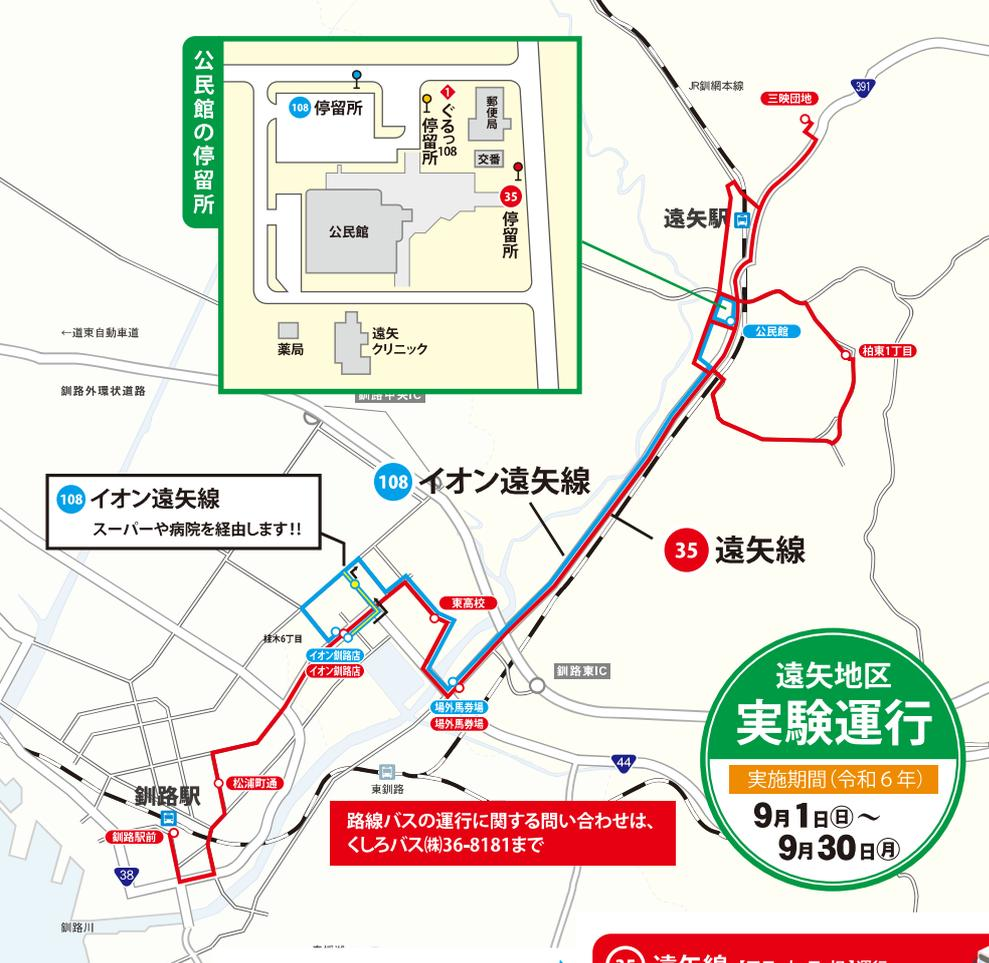 公民館の停留所
108 停留所
1
ぐるっ108
停留所
郵便局
交番
35
停留所
公民館
薬局
遠矢
クリニック
JR釧網本線
三映団地
391
遠矢駅
公民館
柏東1丁目
←道東自動車道
釧路外環状道路
釧路中央IC
108 イオン遠矢線
スーパーや病院を経由します!!
108 イオン遠矢線
35 遠矢線
東高校
桂木6丁目
イオン釧路店
イオン釧路店
釧路東IC
場外馬券場
場外馬券場
44
東釧路
松浦町通
釧路駅
釧路駅前
38
釧路川
路線バスの運行に関する問い合わせは、
くしろバス㈱36-8181まで
遠矢地区
実験運行
実施期間(令和6年)
9月1日㊐~
9月30日㊊
35 遠矢線